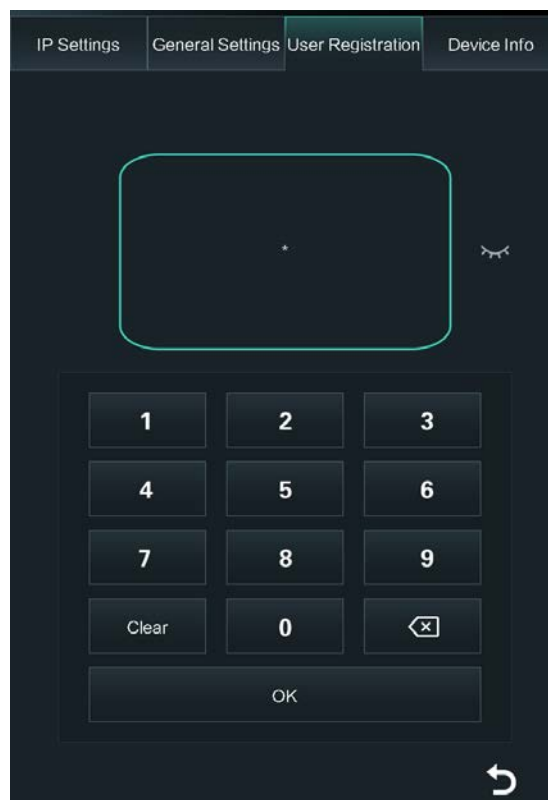 IP Settings General Settings User Registration Device Info
*
1 2 3
4 5 6
7 8 9
Clear 0
OK